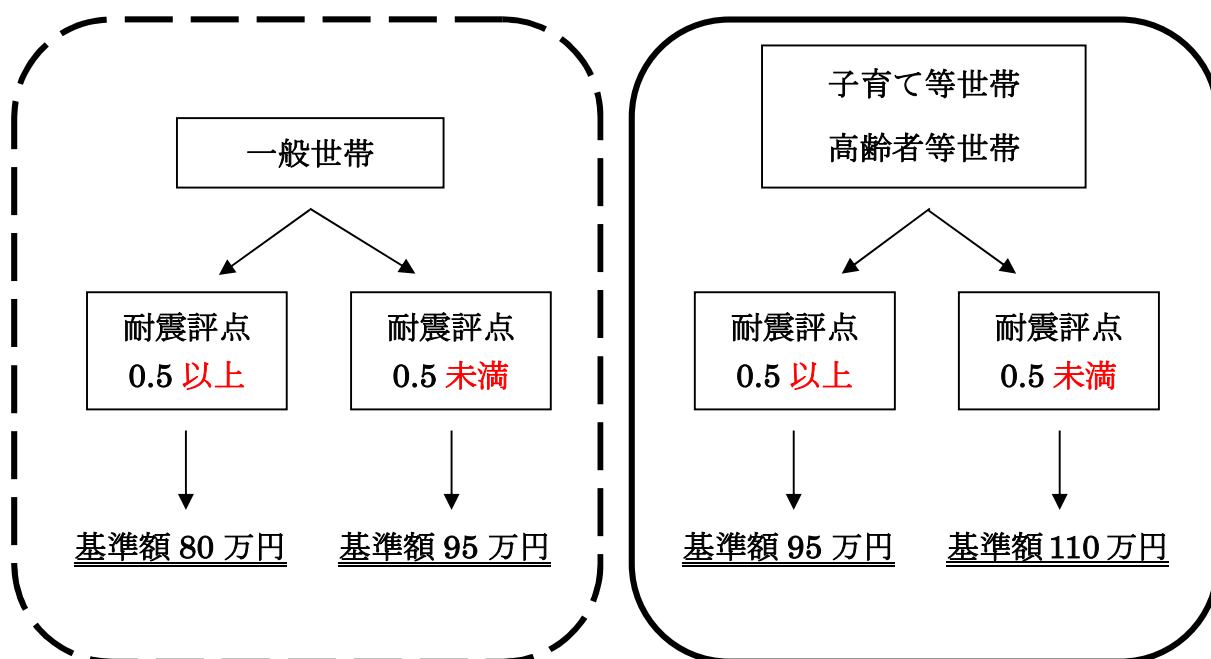 一般世帯
耐震評点
0.5 以上
耐震評点
0.5 未満
基準額 80 万円
基準額 95 万円
子育て等世帯
高齢者等世帯
耐震評点
0.5 以上
耐震評点
0.5 未満
基準額 95 万円
基準額 110 万円